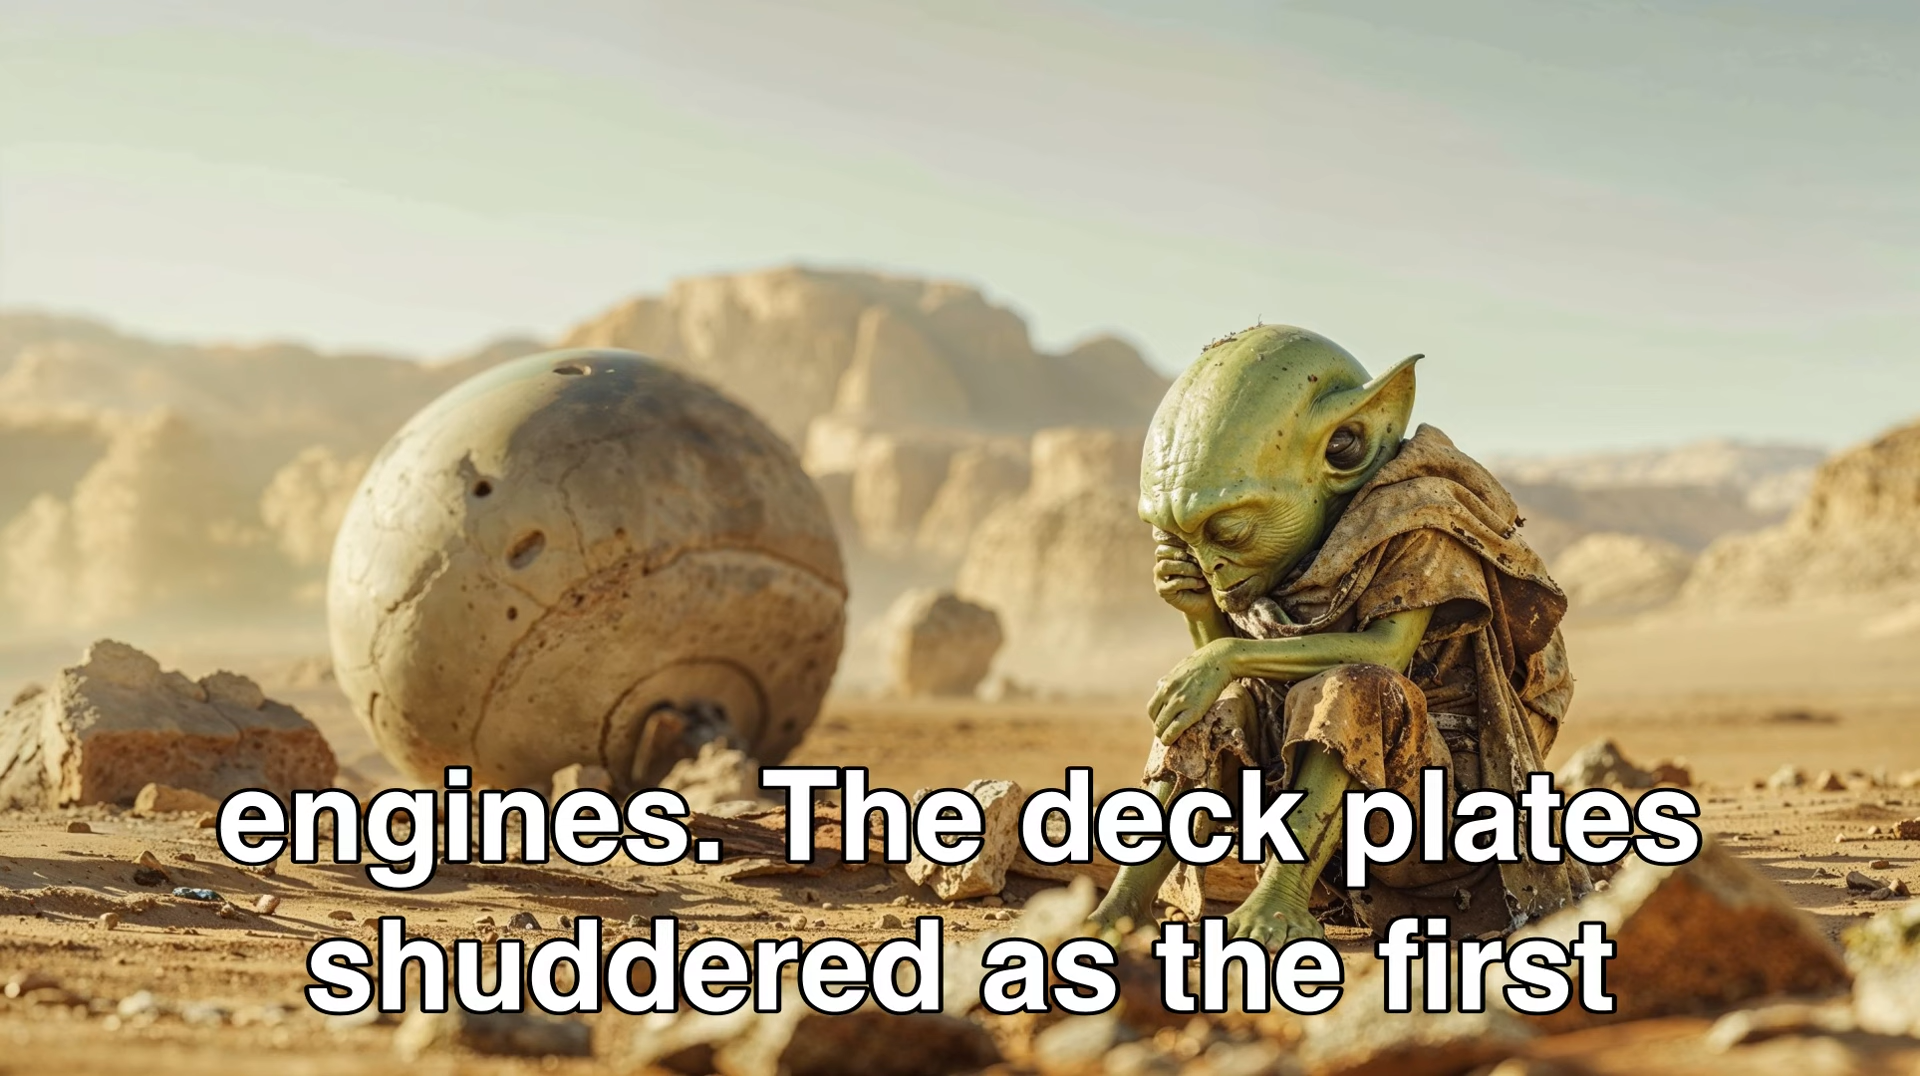 engines. The deck plates
shuddered as the first